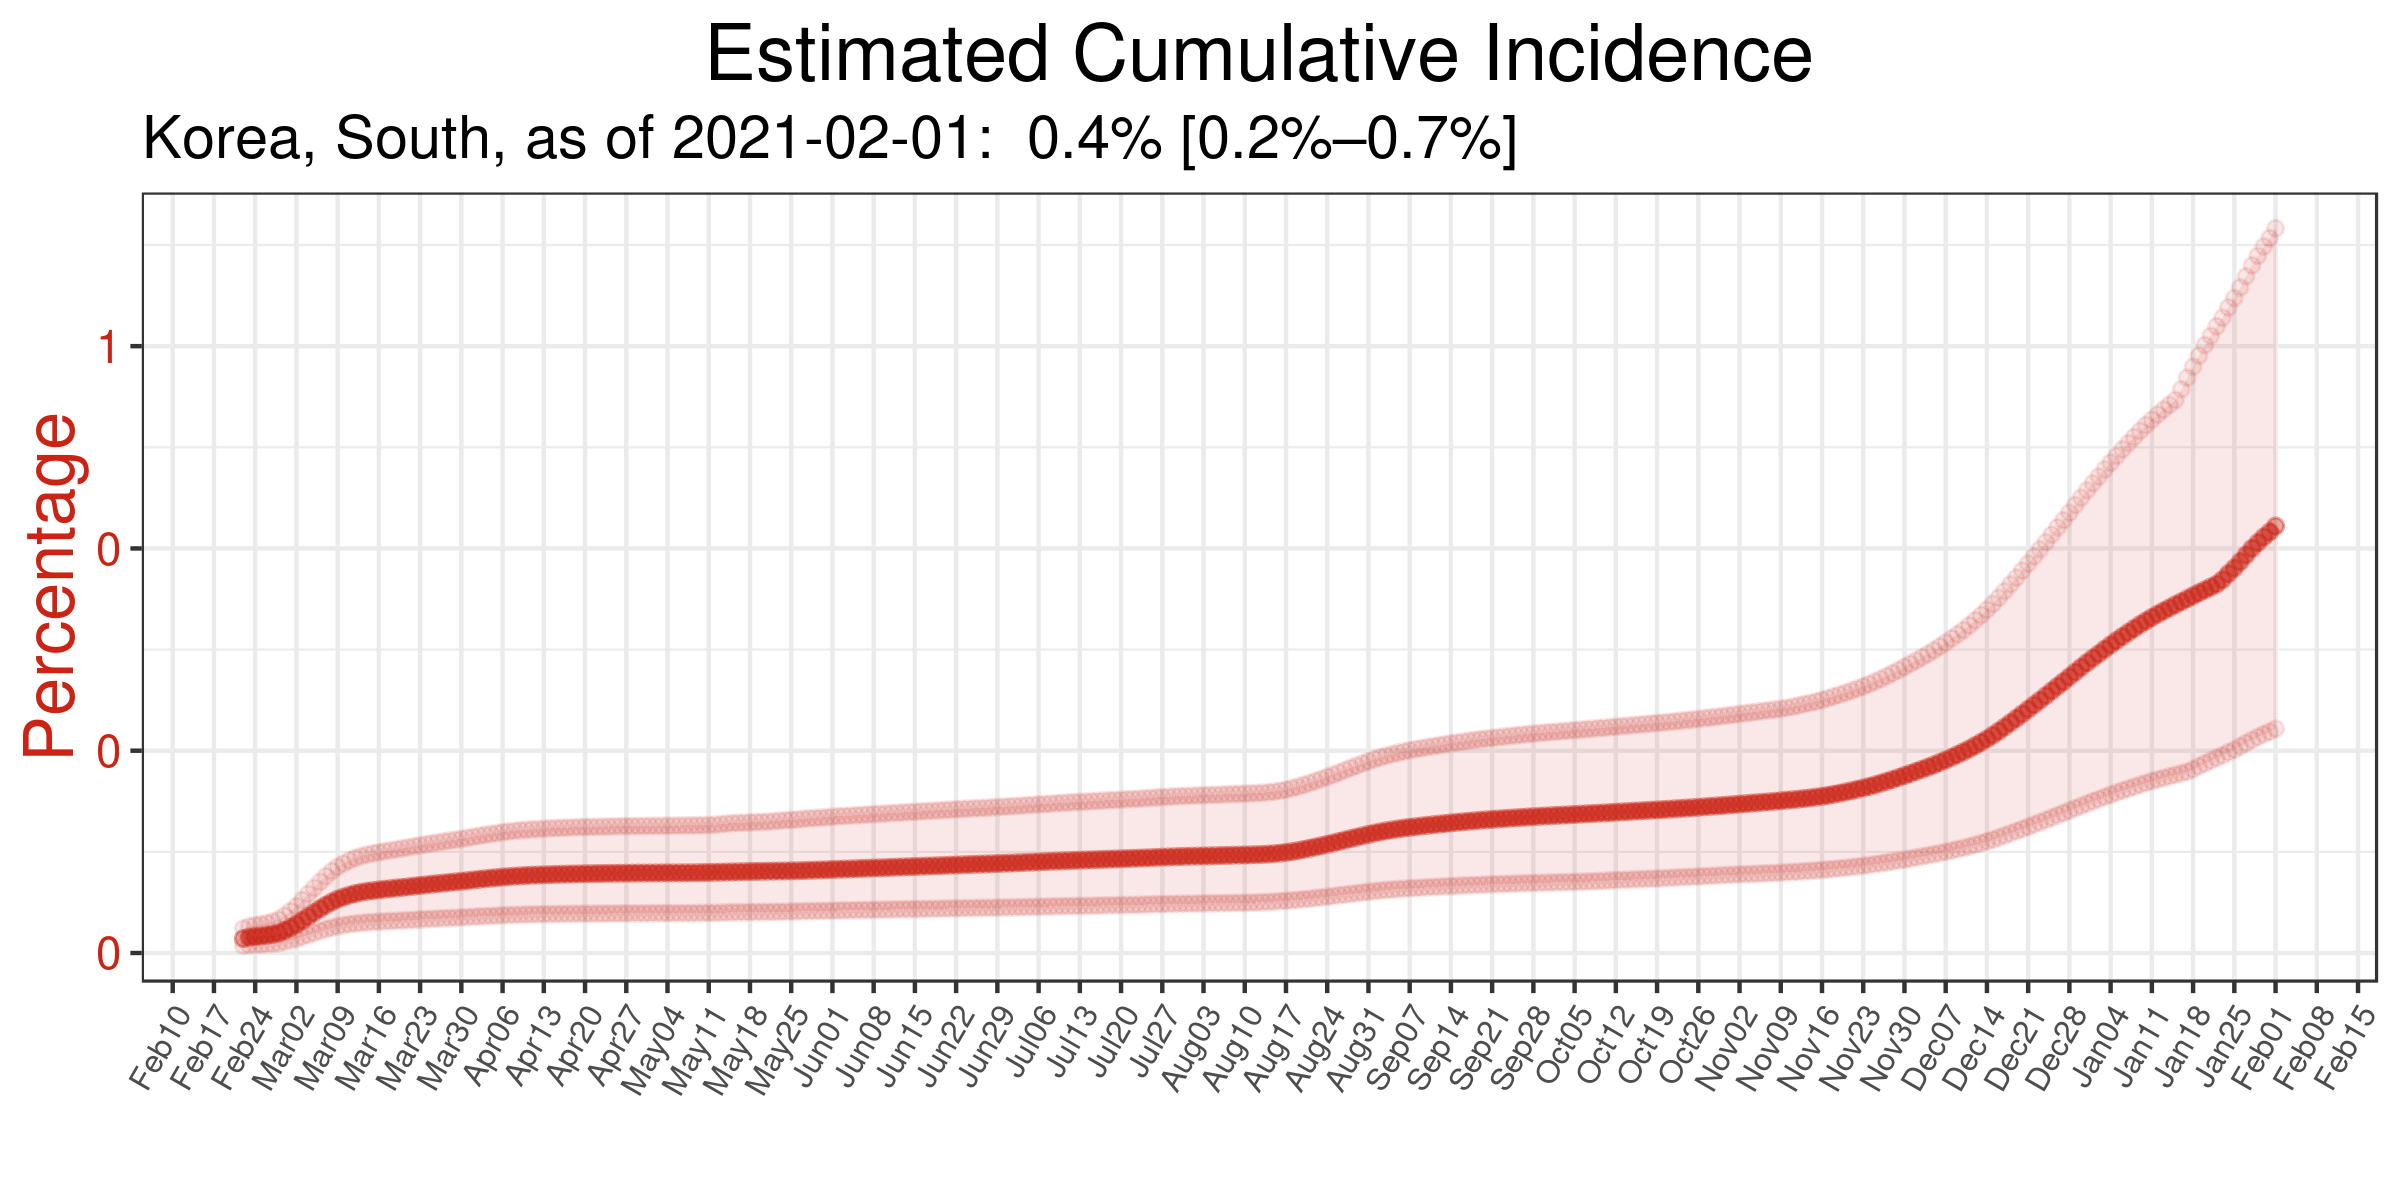 Estimated Cumulative Incidence
Korea, South, as of 2021-02-01:  0.4% [0.2%–0.7%]
Percentage
1
0
0
0
Feb10
Feb17
Feb24
Mar02
Mar09
Mar16
Mar23
Mar30
Apr06
Apr13
Apr20
Apr27
May04
May11
May18
May25
Jun01
Jun08
Jun15
Jun22
Jun29
Jul06
Jul13
Jul20
Jul27
Aug03
Aug10
Aug17
Aug24
Aug31
Sep07
Sep14
Sep21
Sep28
Oct05
Oct12
Oct19
Oct26
Nov02
Nov09
Nov16
Nov23
Nov30
Dec07
Dec14
Dec21
Dec28
Jan04
Jan11
Jan18
Jan25
Feb01
Feb08
Feb15